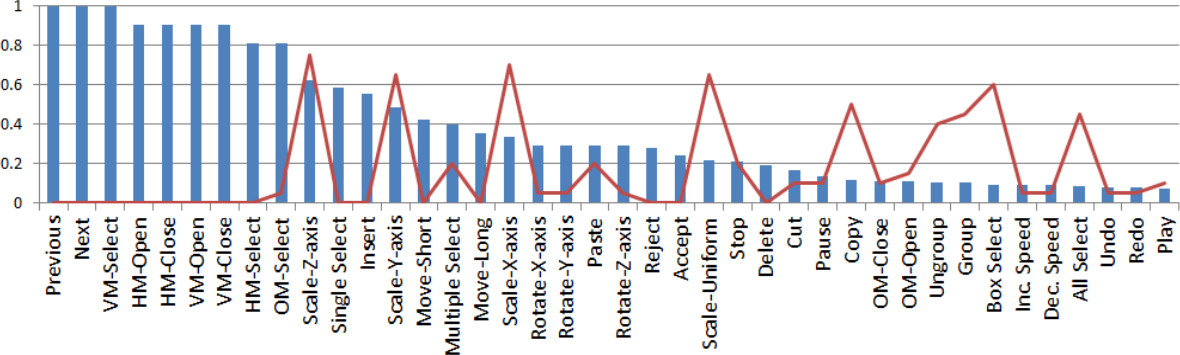 1
0.8
0.6
0.4
0.2
0
Previous
Next
VM-Select
HM-Open
HM-Close
VM-Open
VM-Close
HM-Select
OM-Select
Scale-Z-axis
Single Select
Insert
Scale-Y-axis
Move-Short
Multiple Select
Move-Long
Scale-X-axis
Rotate-X-axis
Rotate-Y-axis
Paste
Rotate-Z-axis
Reject
Accept
Scale-Uniform
Stop
Delete
Cut
Pause
Copy
OM-Close
OM-Open
Ungroup
Group
Box Select
Inc. Speed
Dec. Speed
All Select
Undo
Redo
Play